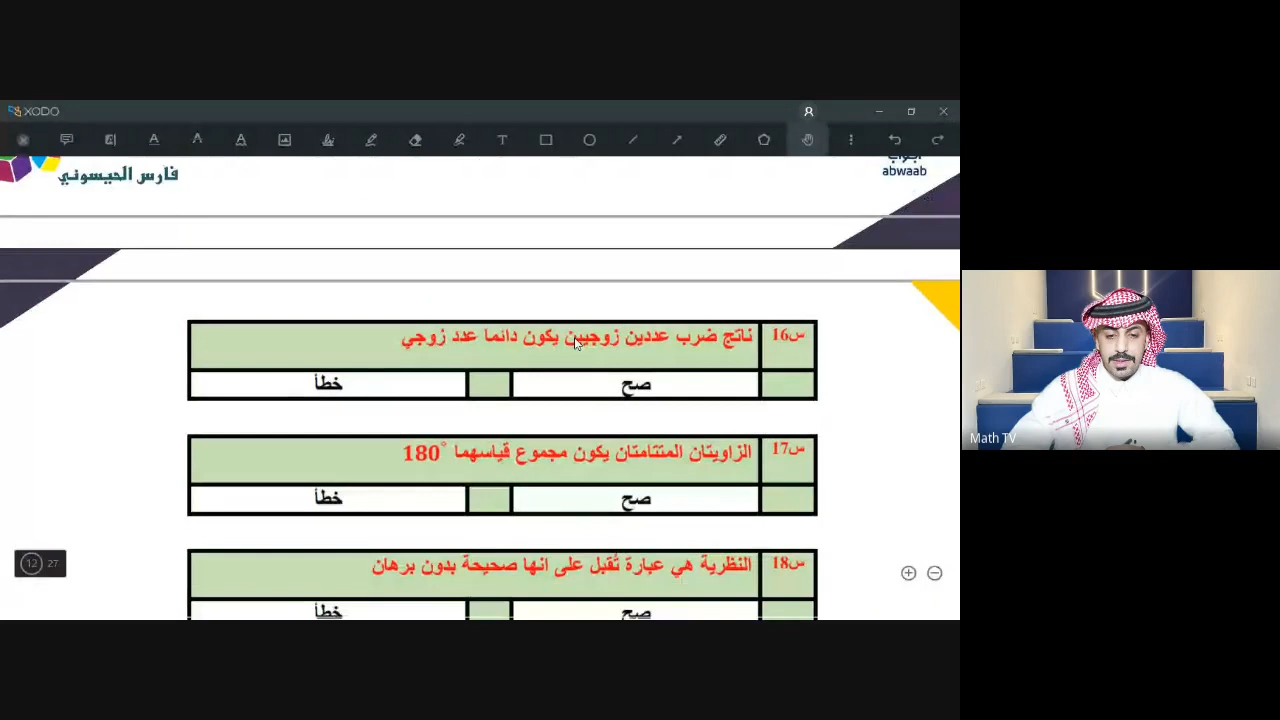 XODO
فارس الحيسوني
abwaab
س16 ناتج ضرب عددين زوجيين يكون دائما عدد زوجي
صح خطأ
س17 الزاويتان المتتامتان يكون مجموع قياسهما 180°
صح خطأ
س18 النظرية هي عبارة تُقبل على انها صحيحة بدون برهان
صح خطأ
12 27
Math TV